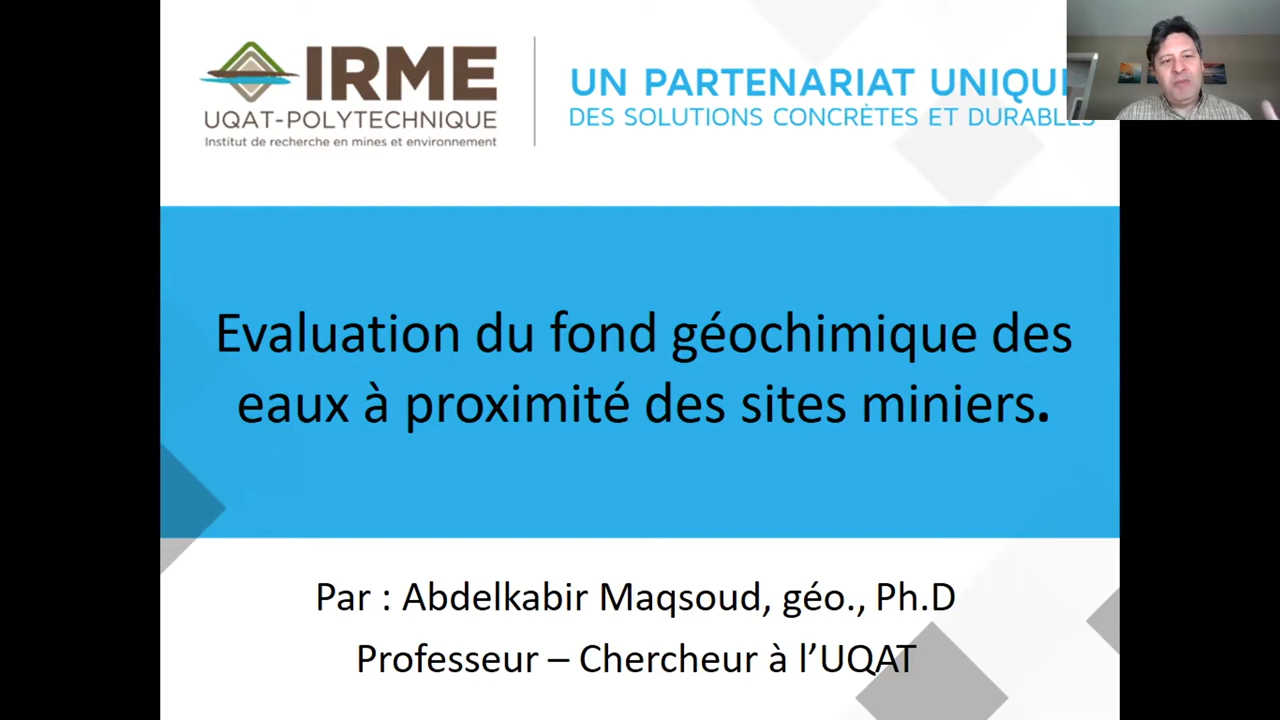 IRME
UQAT-POLYTECHNIQUE
Institut de recherche en mines et environnement
UN PARTENARIAT UNIQU
DES SOLUTIONS CONCRÈTES ET DURABLES
Evaluation du fond géochimique des
eaux à proximité des sites miniers.
Par : Abdelkabir Maqsoud, géo., Ph.D
Professeur – Chercheur à l’UQAT